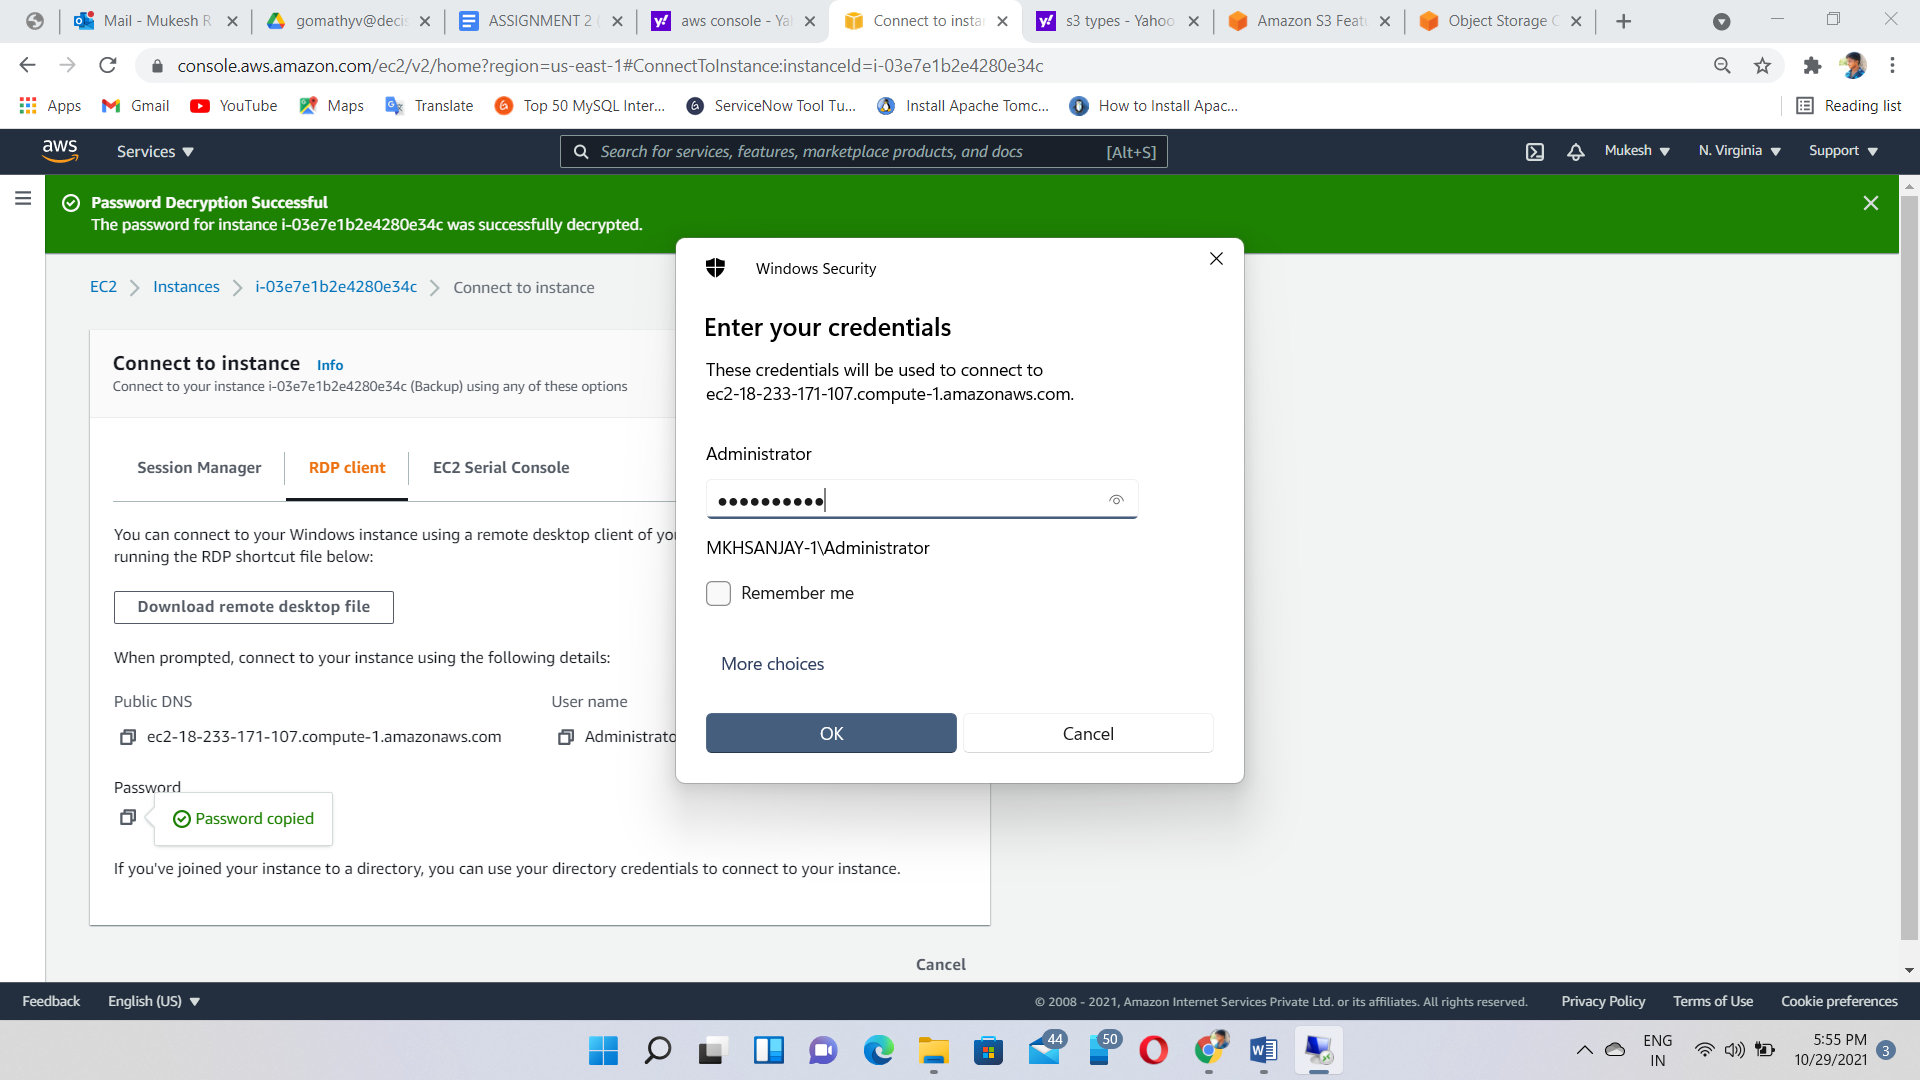 Mail - Mukesh R
gomathyv@decis
ASSIGNMENT 2 (
aws console - Yah
Connect to instan
s3 types - Yahoo
Amazon S3 Featu
Object Storage C
console.aws.amazon.com/ec2/v2/home?region=us-east-1#ConnectToInstance:instanceId=i-03e7e1b2e4280e34c
Apps
Gmail
YouTube
Maps
Translate
Top 50 MySQL Inter...
ServiceNow Tool Tu...
Install Apache Tomc...
How to Install Apac...
Reading list
aws
Services
Search for services, features, marketplace products, and docs
[Alt+S]
Mukesh
N. Virginia
Support
Password Decryption Successful
The password for instance i-03e7e1b2e4280e34c was successfully decrypted.
EC2
Instances
i-03e7e1b2e4280e34c
Connect to instance
Connect to instance Info
Connect to your instance i-03e7e1b2e4280e34c (Backup) using any of these options
Session Manager
RDP client
EC2 Serial Console
You can connect to your Windows instance using a remote desktop client of you
running the RDP shortcut file below:
Download remote desktop file
When prompted, connect to your instance using the following details:
Public DNS
User name
ec2-18-233-171-107.compute-1.amazonaws.com
Administrato
Password
Password copied
If you've joined your instance to a directory, you can use your directory credentials to connect to your instance.
Cancel
Windows Security
Enter your credentials
These credentials will be used to connect to
ec2-18-233-171-107.compute-1.amazonaws.com.
Administrator
●●●●●●●●●●
MKHSANJAY-1\Administrator
Remember me
More choices
OK
Cancel
Feedback
English (US)
© 2008 - 2021, Amazon Internet Services Private Ltd. or its affiliates. All rights reserved.
Privacy Policy
Terms of Use
Cookie preferences
44
50
ENG
IN
5:55 PM
10/29/2021
3